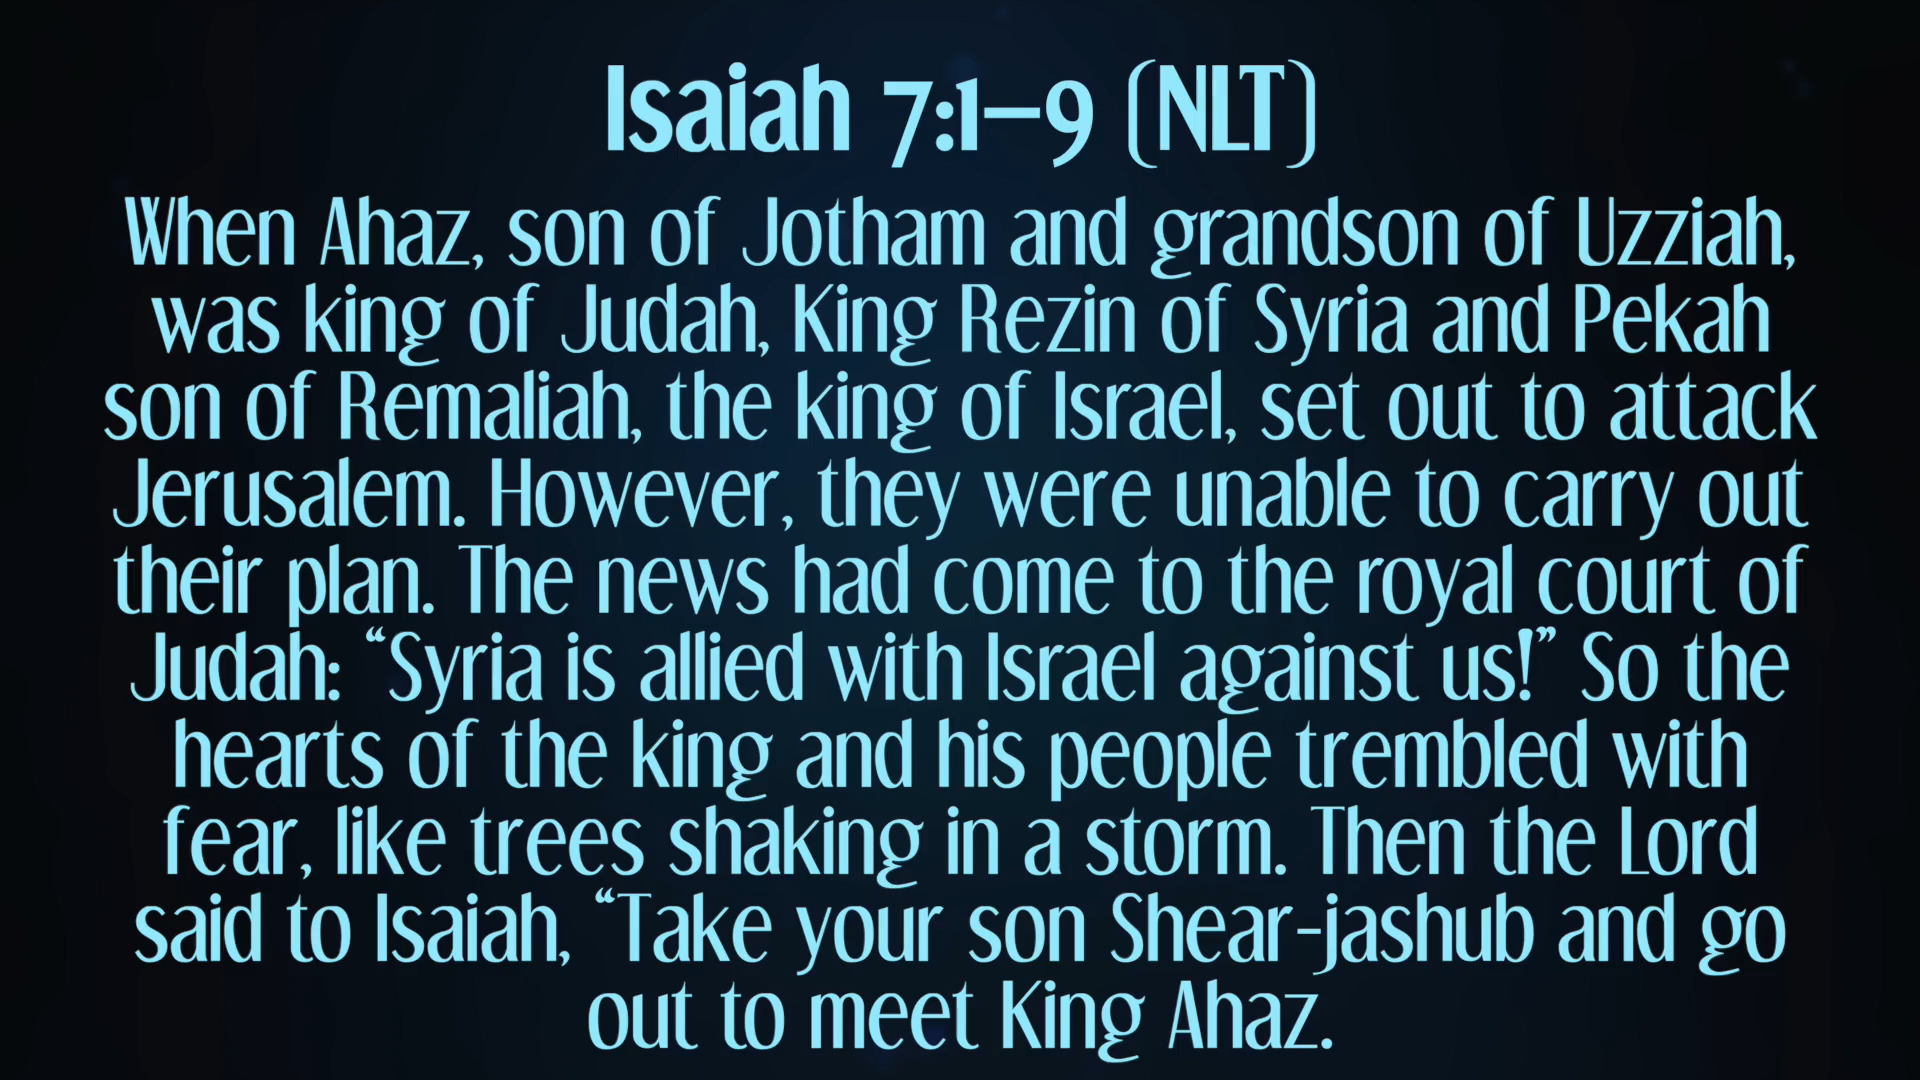 Isaiah 7:1–9 (NLT)
When Ahaz, son of Jotham and grandson of Uzziah,
was king of Judah, King Rezin of Syria and Pekah
son of Remaliah, the king of Israel, set out to attack
Jerusalem. However, they were unable to carry out
their plan. The news had come to the royal court of
Judah: “Syria is allied with Israel against us!” So the
hearts of the king and his people trembled with
fear, like trees shaking in a storm. Then the Lord
said to Isaiah, “Take your son Shear-jashub and go
out to meet King Ahaz.